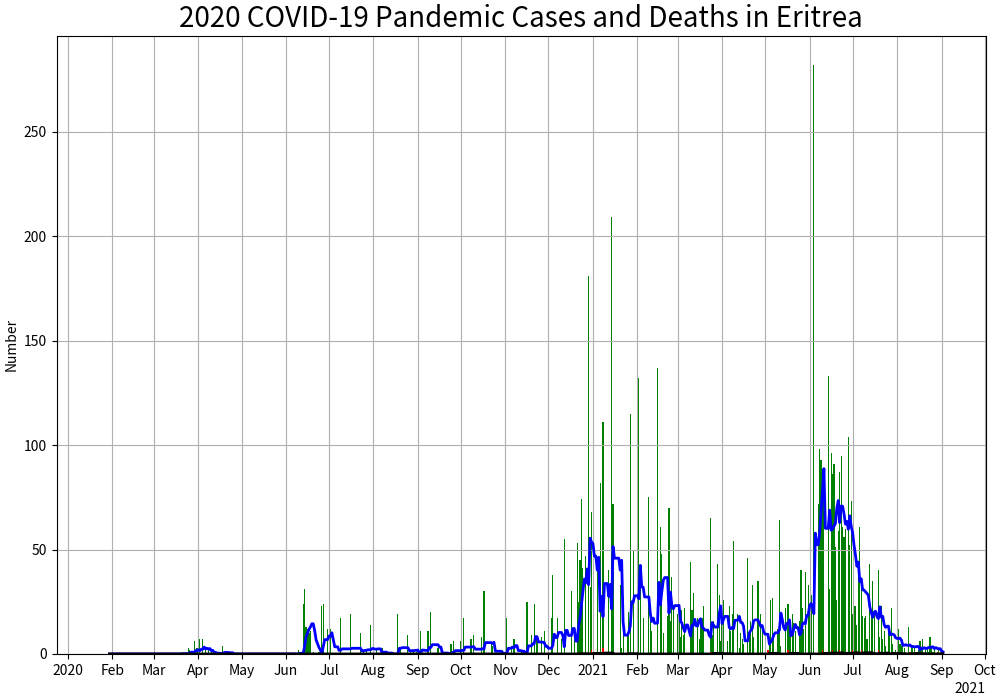 2020 COVID-19 Pandemic Cases and Deaths in Eritrea
Number
250
200
150
100
50
0
2020 Feb Mar Apr May Jun Jul Aug Sep Oct Nov Dec 2021 Feb Mar Apr May Jun Jul Aug Sep Oct
2021